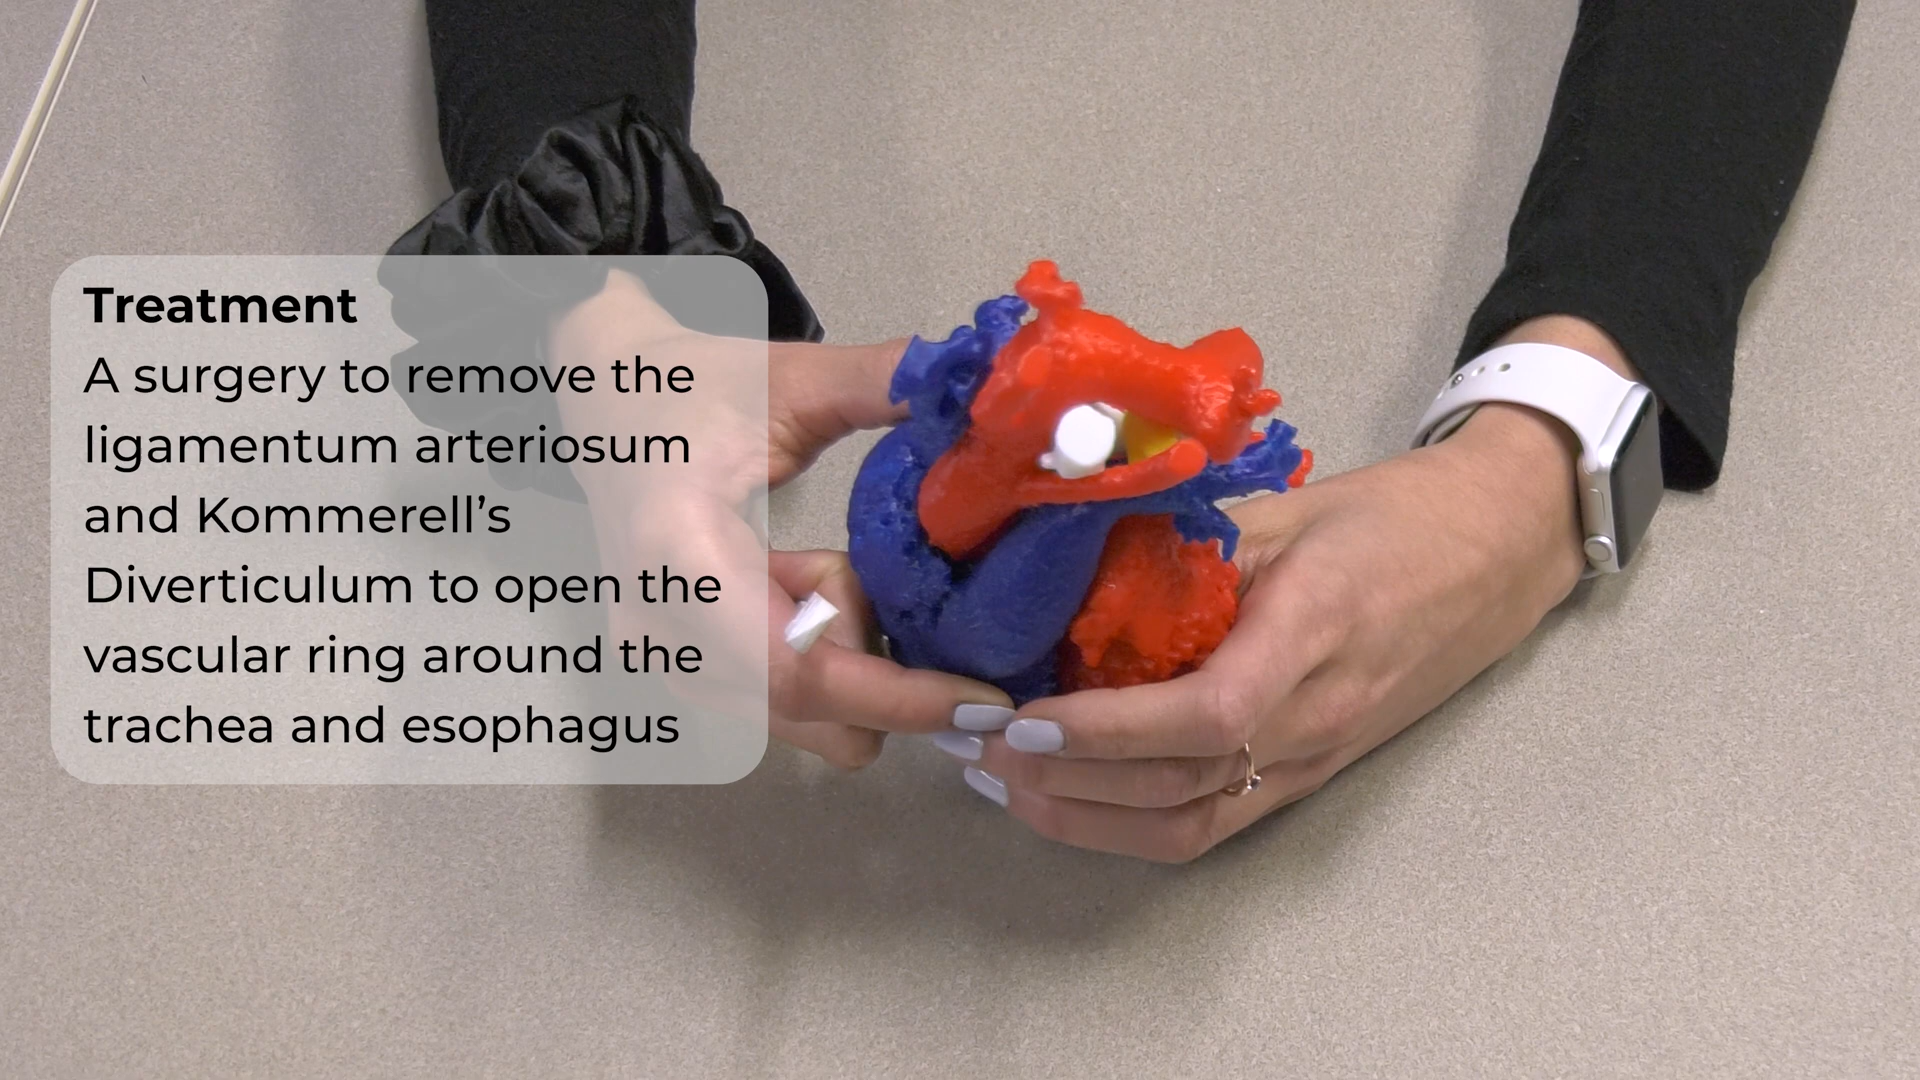 Treatment
A surgery to remove the
ligamentum arteriosum
and Kommerell’s
Diverticulum to open the
vascular ring around the
trachea and esophagus